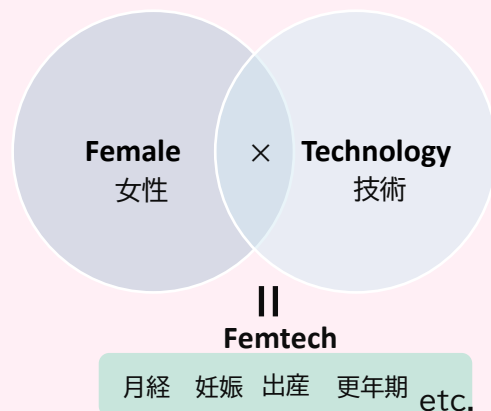 Female × Technology
女性 技術
=
Femtech
月経 妊娠 出産 更年期 etc.